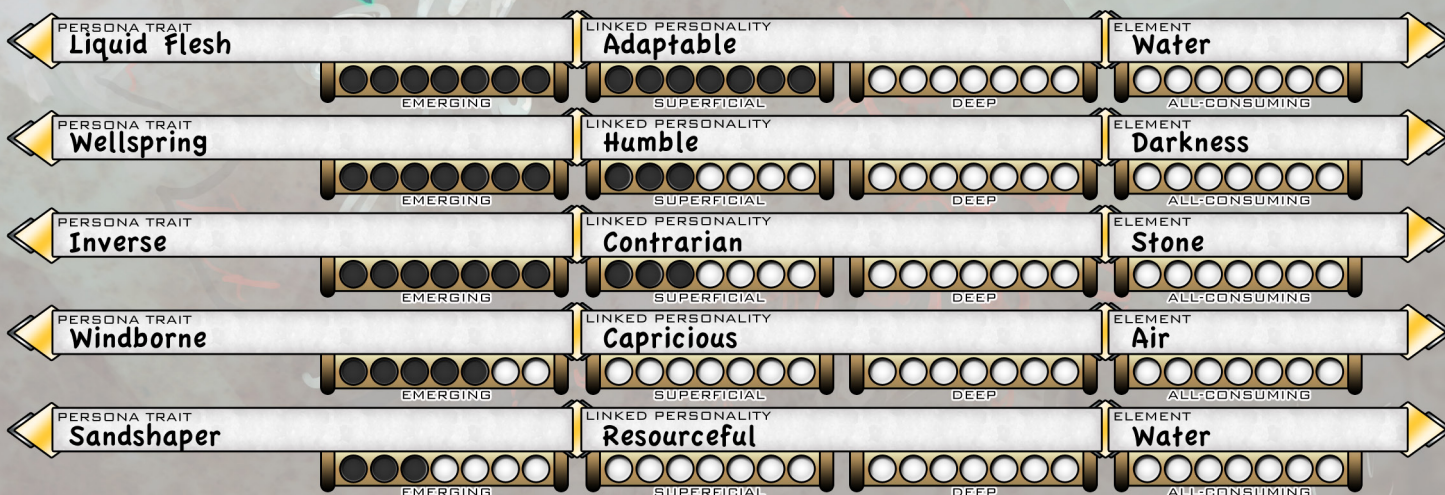 PERSONA TRAIT LINKED PERSONALITY ELEMENT
Liquid Flesh Adaptable Water
EMERGING SUPERFICIAL DEEP ALL-CONSUMING
PERSONA TRAIT LINKED PERSONALITY ELEMENT
Wellspring Humble Darkness
EMERGING SUPERFICIAL DEEP ALL-CONSUMING
PERSONA TRAIT LINKED PERSONALITY ELEMENT
Inverse Contrarian Stone
EMERGING SUPERFICIAL DEEP ALL-CONSUMING
PERSONA TRAIT LINKED PERSONALITY ELEMENT
Windborne Capricious Air
EMERGING SUPERFICIAL DEEP ALL-CONSUMING
PERSONA TRAIT LINKED PERSONALITY ELEMENT
Sandshaper Resourceful Water
EMERGING SUPERFICIAL DEEP ALL-CONSUMING